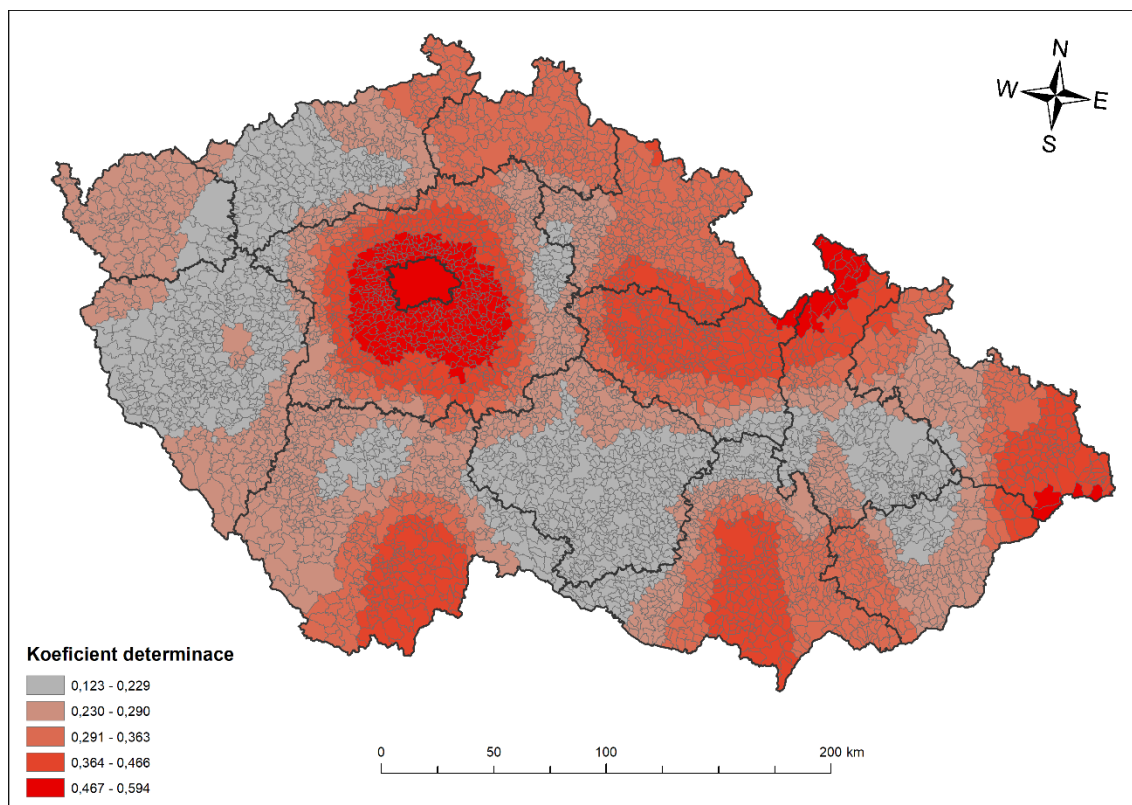 N
W E
S
Koeficient determinace
0,123 - 0,229
0,230 - 0,290
0,291 - 0,363
0,364 - 0,466
0,467 - 0,594
0 50 100 200 km